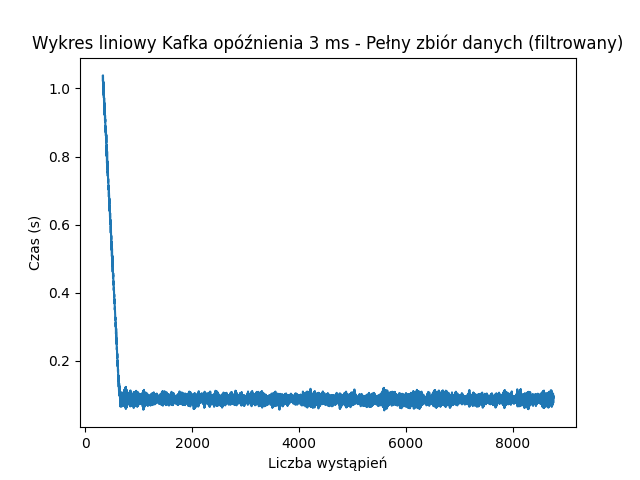 Wykres liniowy Kafka opóźnienia 3 ms - Pełny zbiór danych (filtrowany)
1.0
0.8
0.6
0.4
0.2
Czas (s)
0 2000 4000 6000 8000
Liczba wystąpień